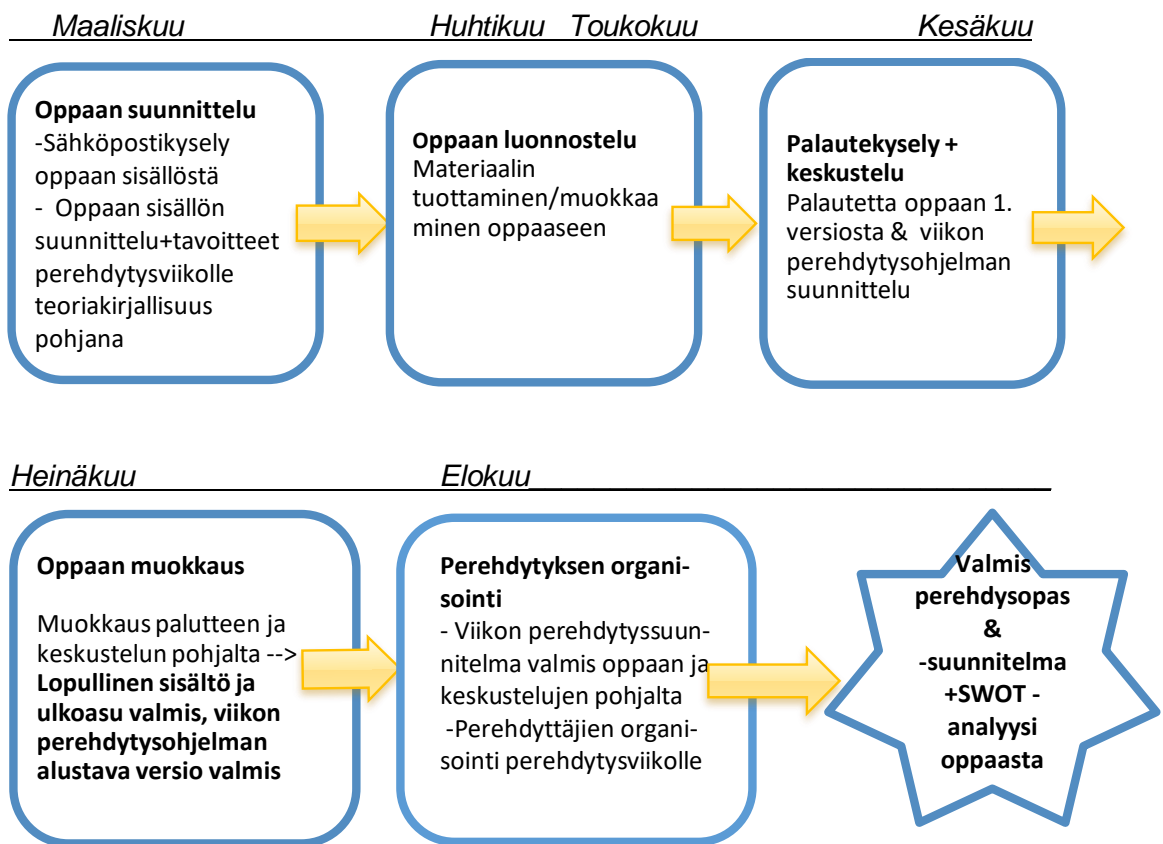 Maaliskuu Huhtikuu Toukokuu Kesäkuu
Oppaan suunnittelu
-Sähköpostikysely
oppaan sisällöstä
- Oppaan sisällön
suunnittelu+tavoitteet
perehdytysviikolle
teoriakirjallisuus
pohjana
Oppaan luonnostelu
Materiaalin
tuottaminen/muokkaa
minen oppaaseen
Palautekysely +
keskustelu
Palautetta oppaan 1.
versiosta & viikon
perehdytysohjelman
suunnittelu
Heinäkuu Elokuu
Oppaan muokkaus
Muokkaus palutteen ja
keskustelun pohjalta -->
Lopullinen sisältö ja
ulkoasu valmis, viikon
perehdytysohjelman
alustava versio valmis
Perehdytyksen organi-
sointi
- Viikon perehdytyssuun-
nitelma valmis oppaan ja
keskustelujen pohjalta
-Perehdyttäjien organi-
sointi perehdytysviikolle
Valmis
perehdysopas
&
-suunnitelma
+SWOT -
analyysi
oppaasta